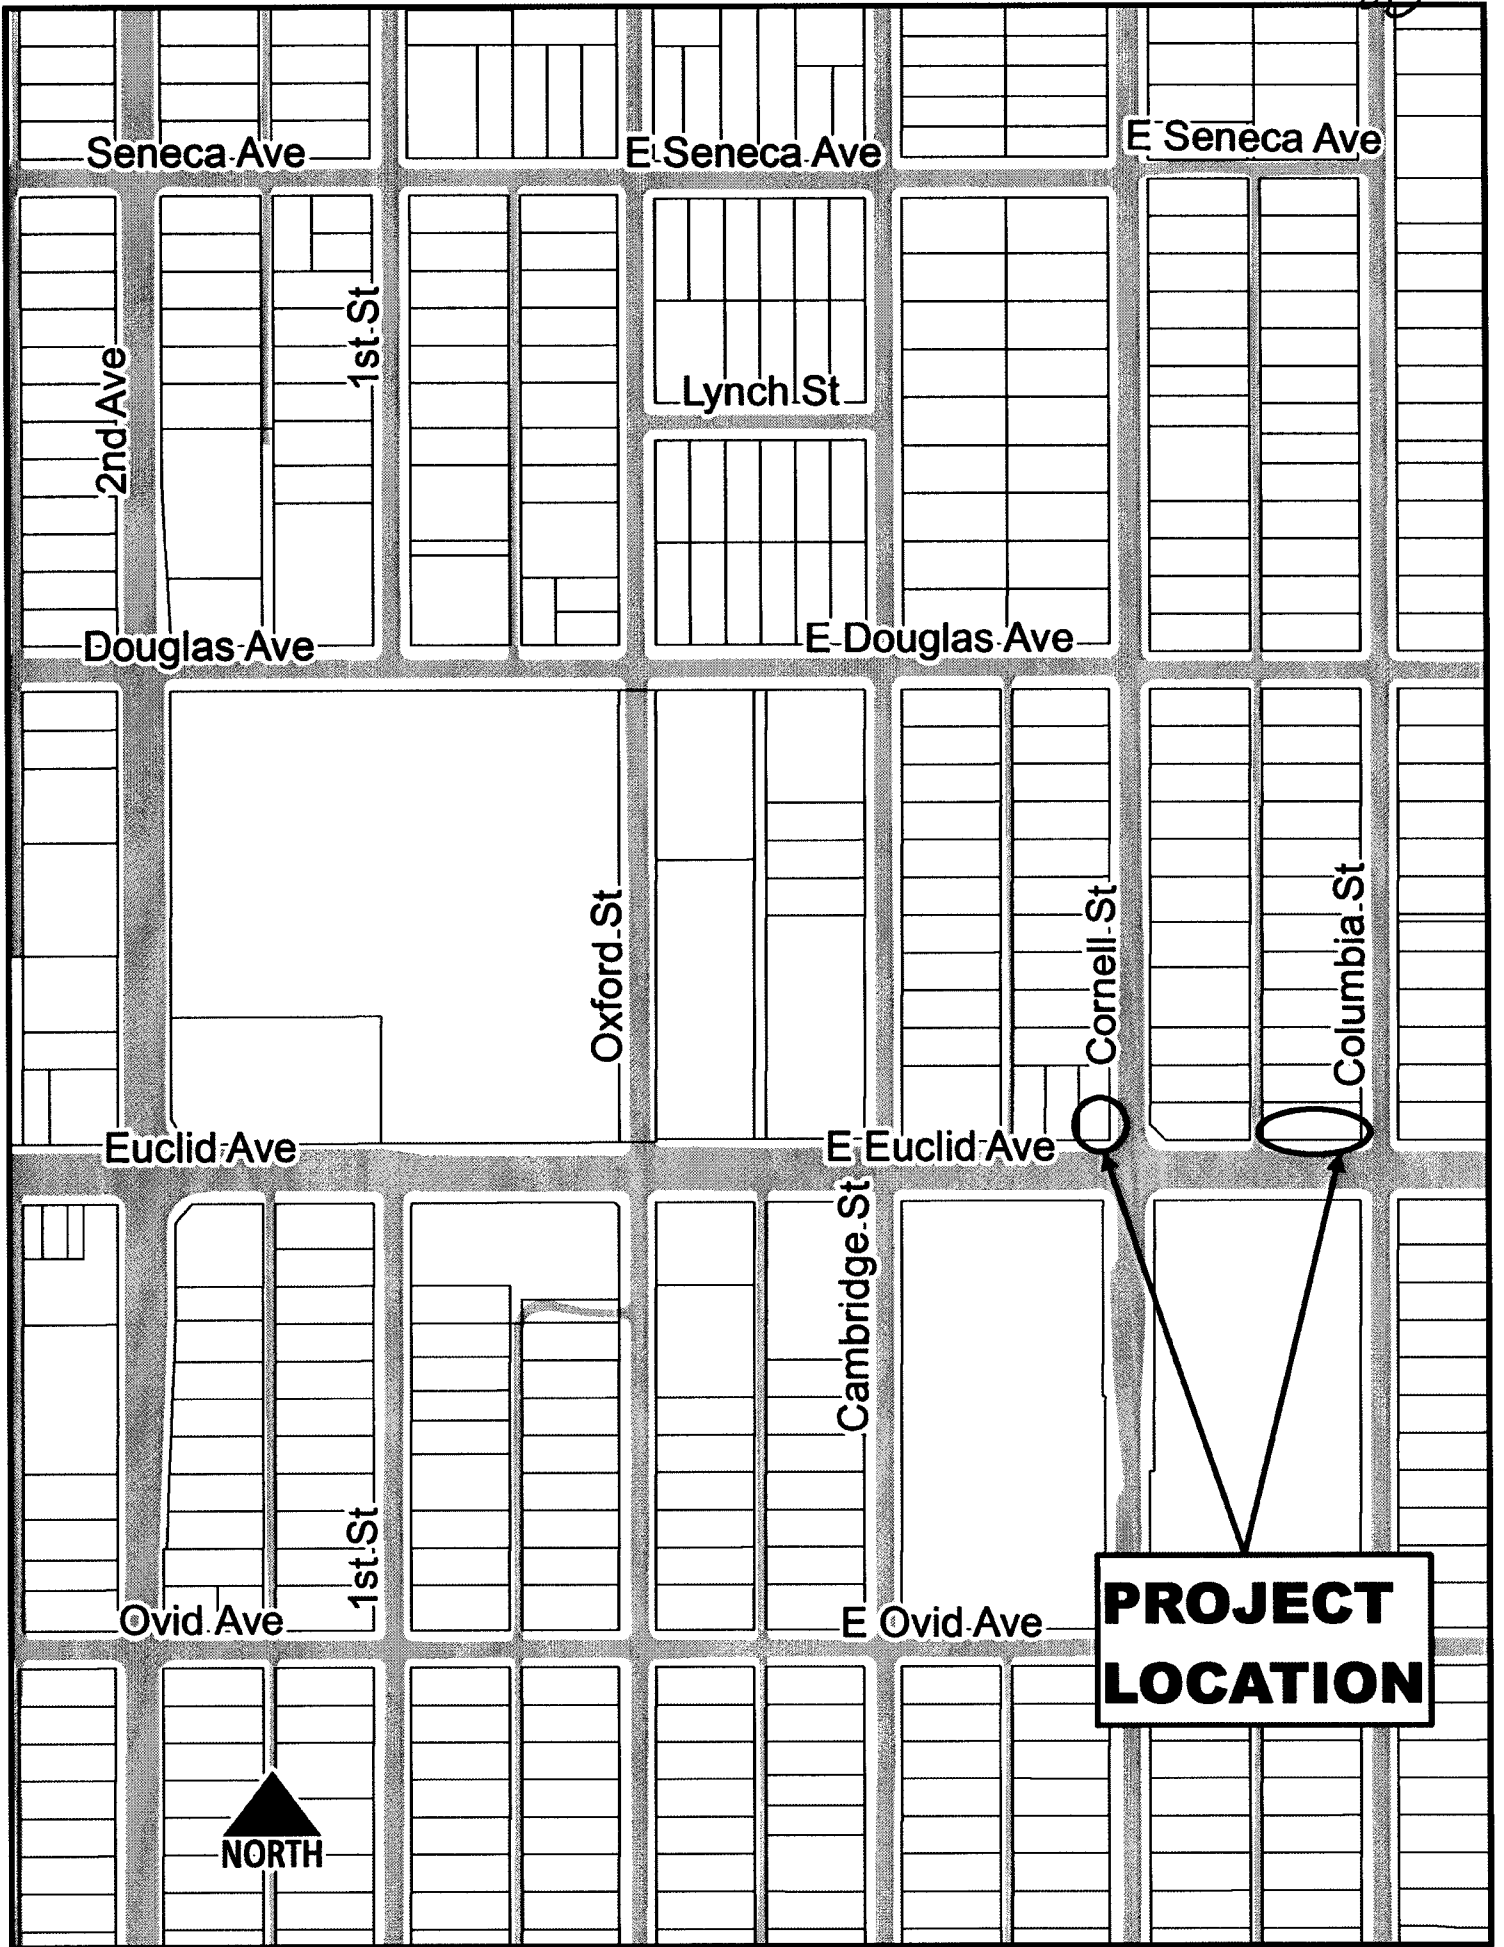 Seneca Ave
E Seneca Ave
E Seneca Ave
1st St
2nd Ave
Lynch St
Douglas Ave
E Douglas Ave
Oxford St
Cornell St
Columbia St
Euclid Ave
E Euclid Ave
Cambridge St
1st St
Ovid Ave
E Ovid Ave
PROJECT
LOCATION
NORTH